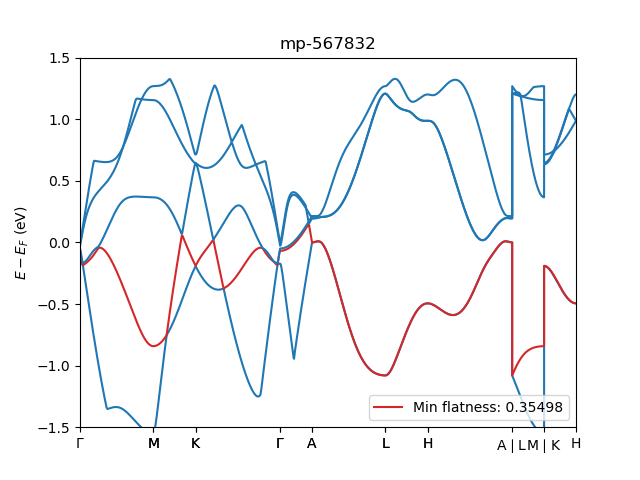 mp-567832
1.5
1.0
0.5
0.0
−0.5
−1.0
−1.5
E − E_F (eV)
Min flatness: 0.35498
Γ M K Γ A L H A | L M | K H